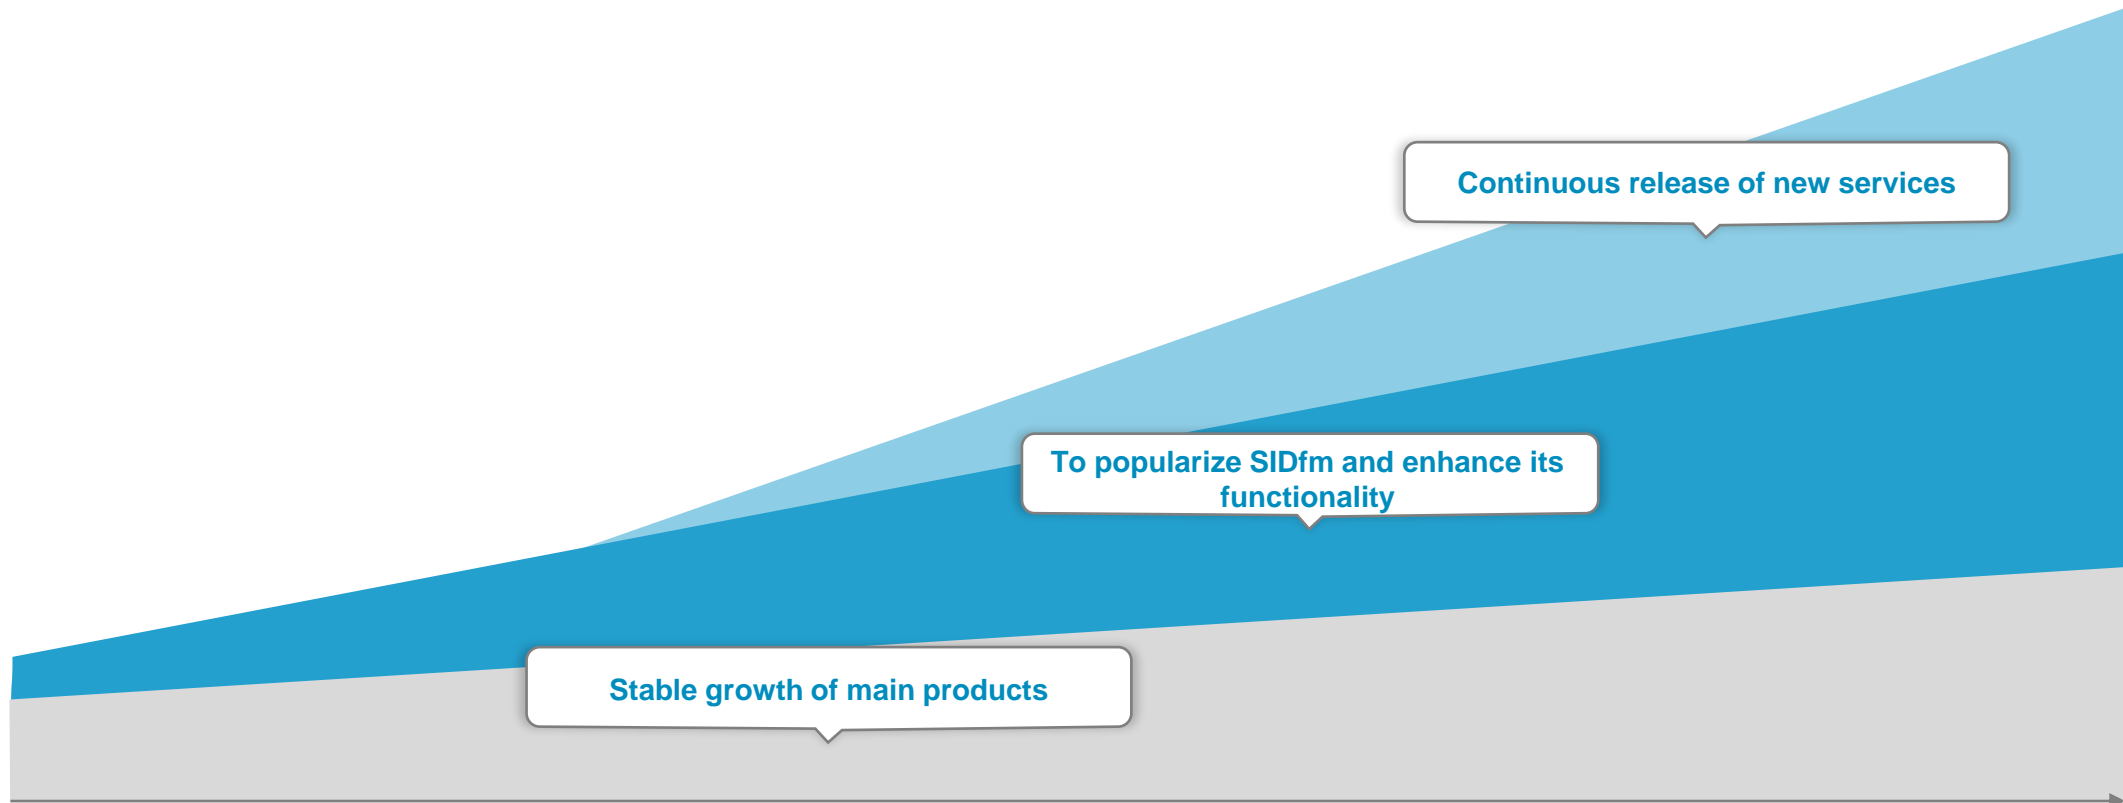 Continuous release of new services
To popularize SIDfm and enhance its
functionality
Stable growth of main products